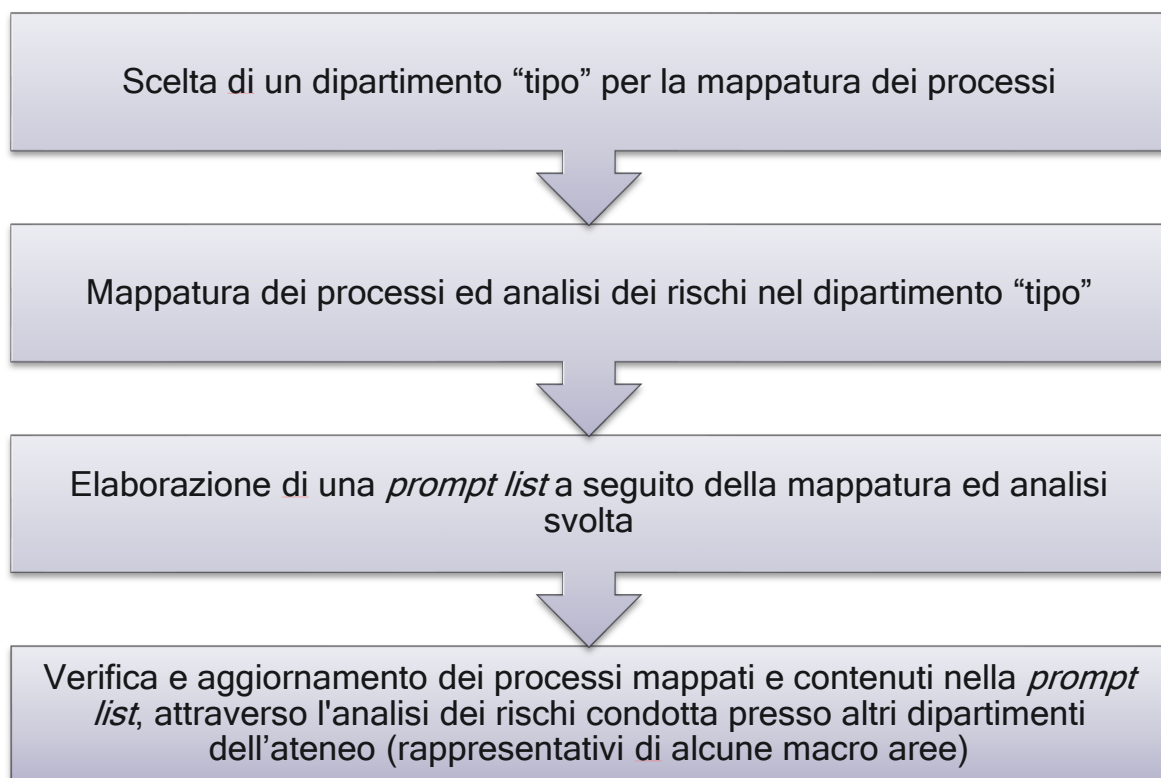 Scelta di un dipartimento “tipo” per la mappatura dei processi
Mappatura dei processi ed analisi dei rischi nel dipartimento “tipo”
Elaborazione di una prompt list a seguito della mappatura ed analisi
svolta
Verifica e aggiornamento dei processi mappati e contenuti nella prompt
list, attraverso l'analisi dei rischi condotta presso altri dipartimenti
dell’ateneo (rappresentativi di alcune macro aree)